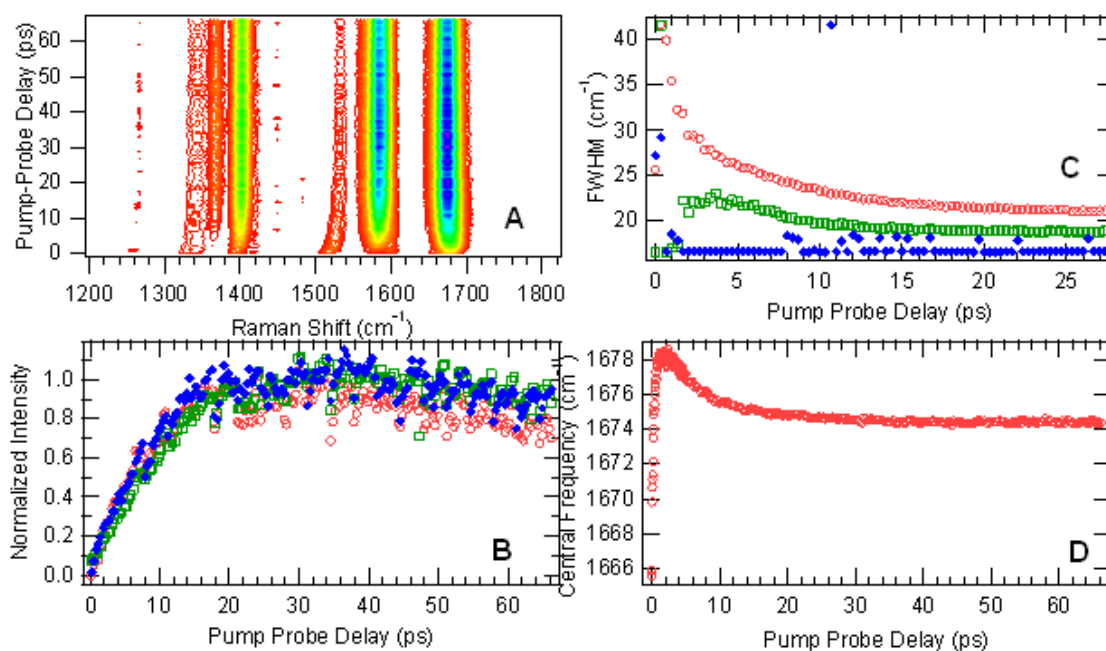 Pump-Probe Delay (ps)
60
50
40
30
20
10
0
A
1200 1300 1400 1500 1600 1700 1800
Raman Shift (cm⁻¹)
FWHM (cm⁻¹)
40
35
30
25
20
C
0 5 10 15 20 25
Pump Probe Delay (ps)
Normalized Intensity
1.0
0.8
0.6
0.4
0.2
0.0
B
0 10 20 30 40 50 60
Pump Probe Delay (ps)
Central Frequency (cm⁻¹)
1678
1676
1674
1672
1670
1668
1666
D
0 10 20 30 40 50 60
Pump Probe Delay (ps)